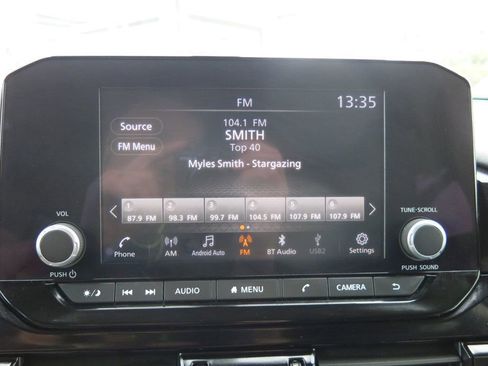 FM 13:35
Source 104.1 FM
SMITH
FM Menu Top 40
Myles Smith - Stargazing
1 2 3 4 5 6
87.9 FM 98.3 FM 99.7 FM 104.5 FM 107.9 FM 107.9 FM
VOL TUNE·SCROLL
Phone AM Android Auto FM BT Audio USB2 Settings
PUSH PUSH SOUND
AUDIO MENU CAMERA